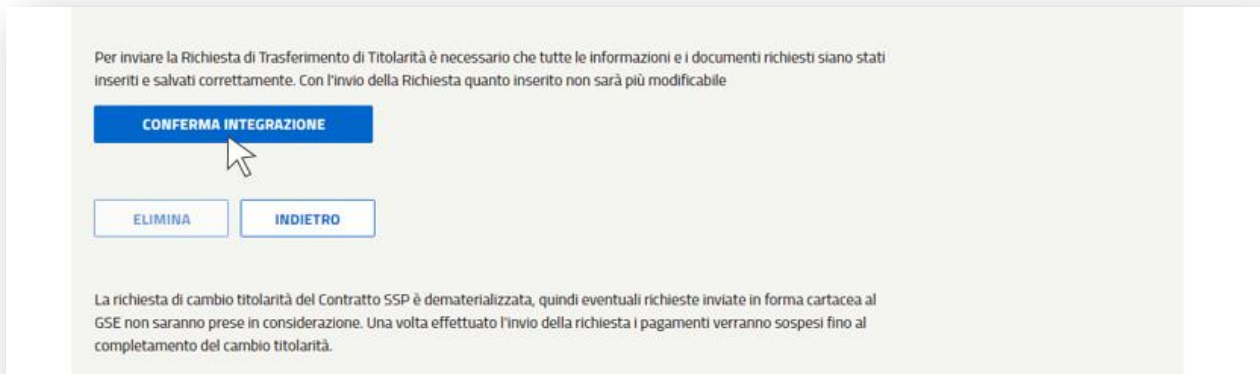 Per inviare la Richiesta di Trasferimento di Titolarità è necessario che tutte le informazioni e i documenti richiesti siano stati
inseriti e salvati correttamente. Con l'invio della Richiesta quanto inserito non sarà più modificabile
CONFERMA INTEGRAZIONE
ELIMINA INDIETRO
La richiesta di cambio titolarità del Contratto SSP è dematerializzata, quindi eventuali richieste inviate in forma cartacea al
GSE non saranno prese in considerazione. Una volta effettuato l'invio della richiesta i pagamenti verranno sospesi fino al
completamento del cambio titolarità.